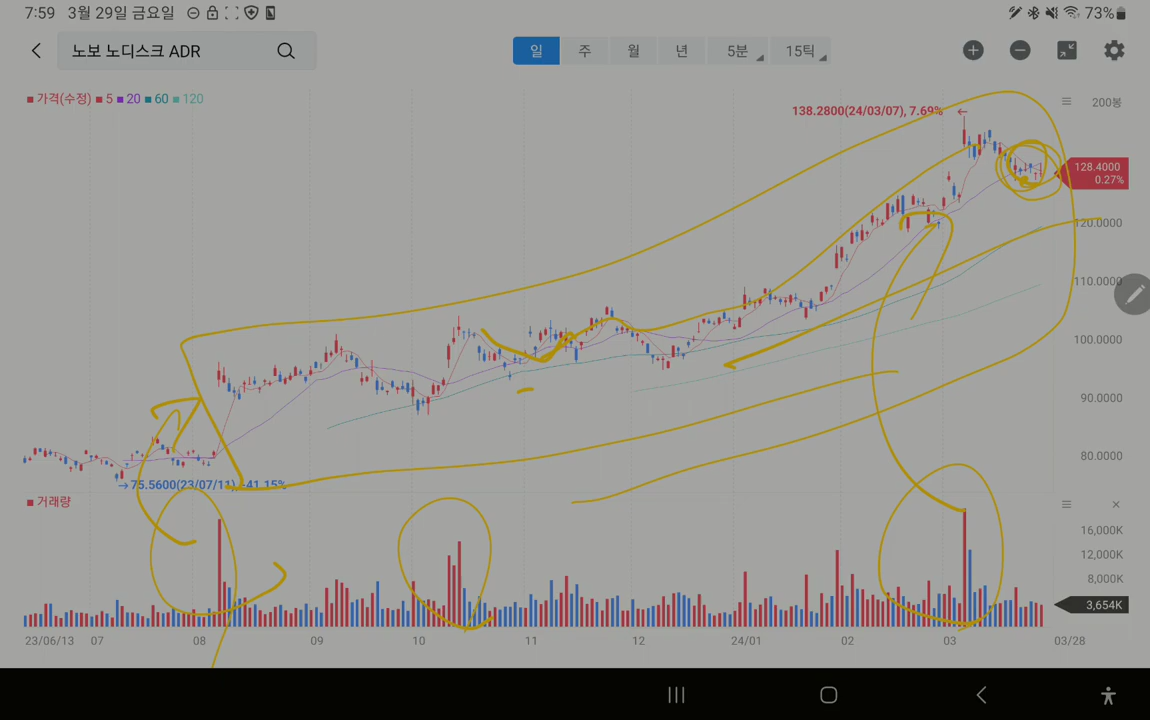 7:59 3월 29일 금요일 73%
노보 노디스크 ADR 일 주 월 년 5분 15틱
가격(수정) 5 20 60 120 200봉
138.2800(24/03/07), 7.69%
128.4000
0.27%
120.0000
110.0000
100.0000
90.0000
80.0000
75.5600(23/07/11), -41.15%
거래량
16,000K
12,000K
8,000K
3,654K
23/06/13 07 08 09 10 11 12 24/01 02 03 03/28